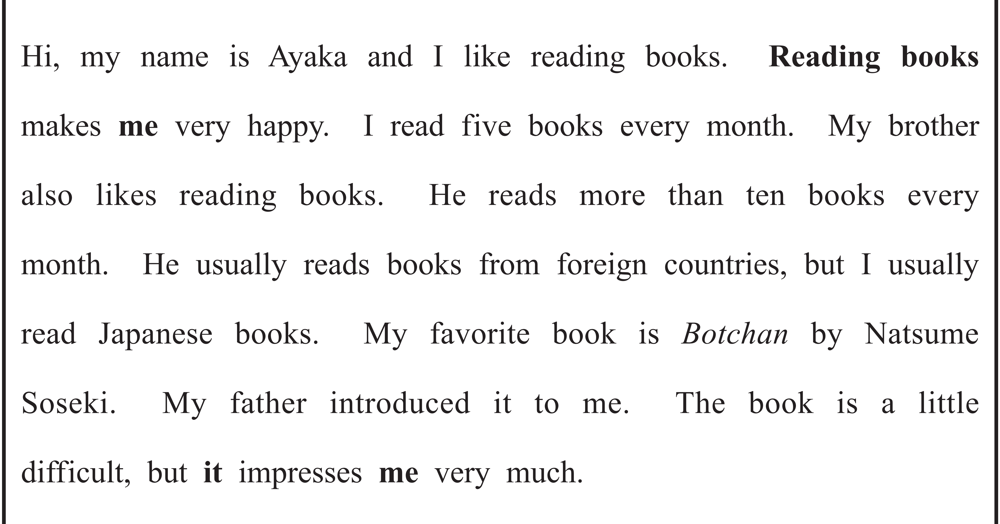 Hi, my name is Ayaka and I like reading books. Reading books
makes me very happy. I read five books every month. My brother
also likes reading books. He reads more than ten books every
month. He usually reads books from foreign countries, but I usually
read Japanese books. My favorite book is Botchan by Natsume
Soseki. My father introduced it to me. The book is a little
difficult, but it impresses me very much.